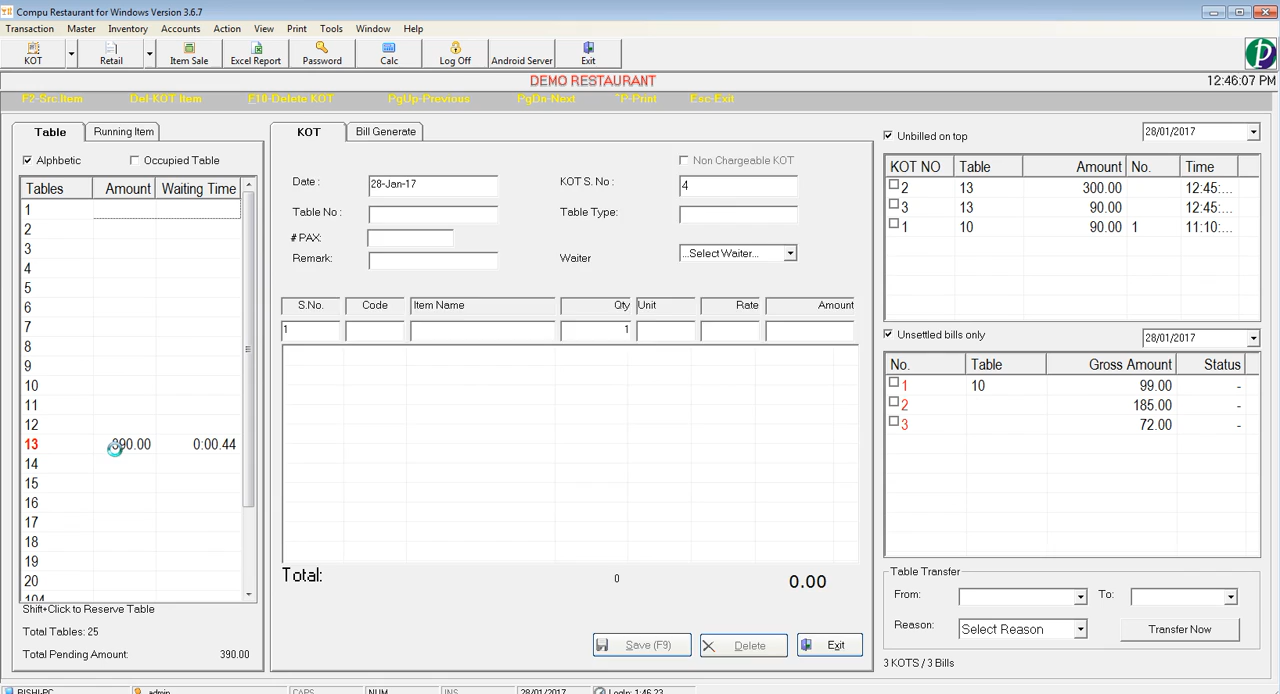 Compu Restaurant for Windows Version 3.6.7
Transaction Master Inventory Accounts Action View Print Tools Window Help
KOT Retail Item Sale Excel Report Password Calc Log Off Android Server Exit
DEMO RESTAURANT
12:46:07 PM
F2-Src Item Del-KOT Item F10-Delete KOT PgUp-Previous PgDn-Next ^P-Print Esc-Exit
Table Running Item
Alphbetic Occupied Table
Tables Amount Waiting Time
1
2
3
4
5
6
7
8
9
10
11
12
13 390.00 0:00.44
14
15
16
17
18
19
20
104
Shift+Click to Reserve Table
Total Tables: 25
Total Pending Amount: 390.00
KOT Bill Generate
Non Chargeable KOT
Date : 28-Jan-17 KOT S. No : 4
Table No : Table Type:
# PAX:
Remark: Waiter ...Select Waiter...
S.No. Code Item Name Qty Unit Rate Amount
1 1
Total: 0 0.00
Save (F9) Delete Exit
Unbilled on top 28/01/2017
KOT NO Table Amount No. Time
2 13 300.00 12:45:...
3 13 90.00 12:45:...
1 10 90.00 1 11:10:...
Unsettled bills only 28/01/2017
No. Table Gross Amount Status
1 10 99.00 -
2 185.00 -
3 72.00 -
Table Transfer
From: To:
Reason: Select Reason Transfer Now
3 KOTS / 3 Bills
RISHI-PC admin CAPS NUM INS 28/01/2017 LogIn: 1:46.23